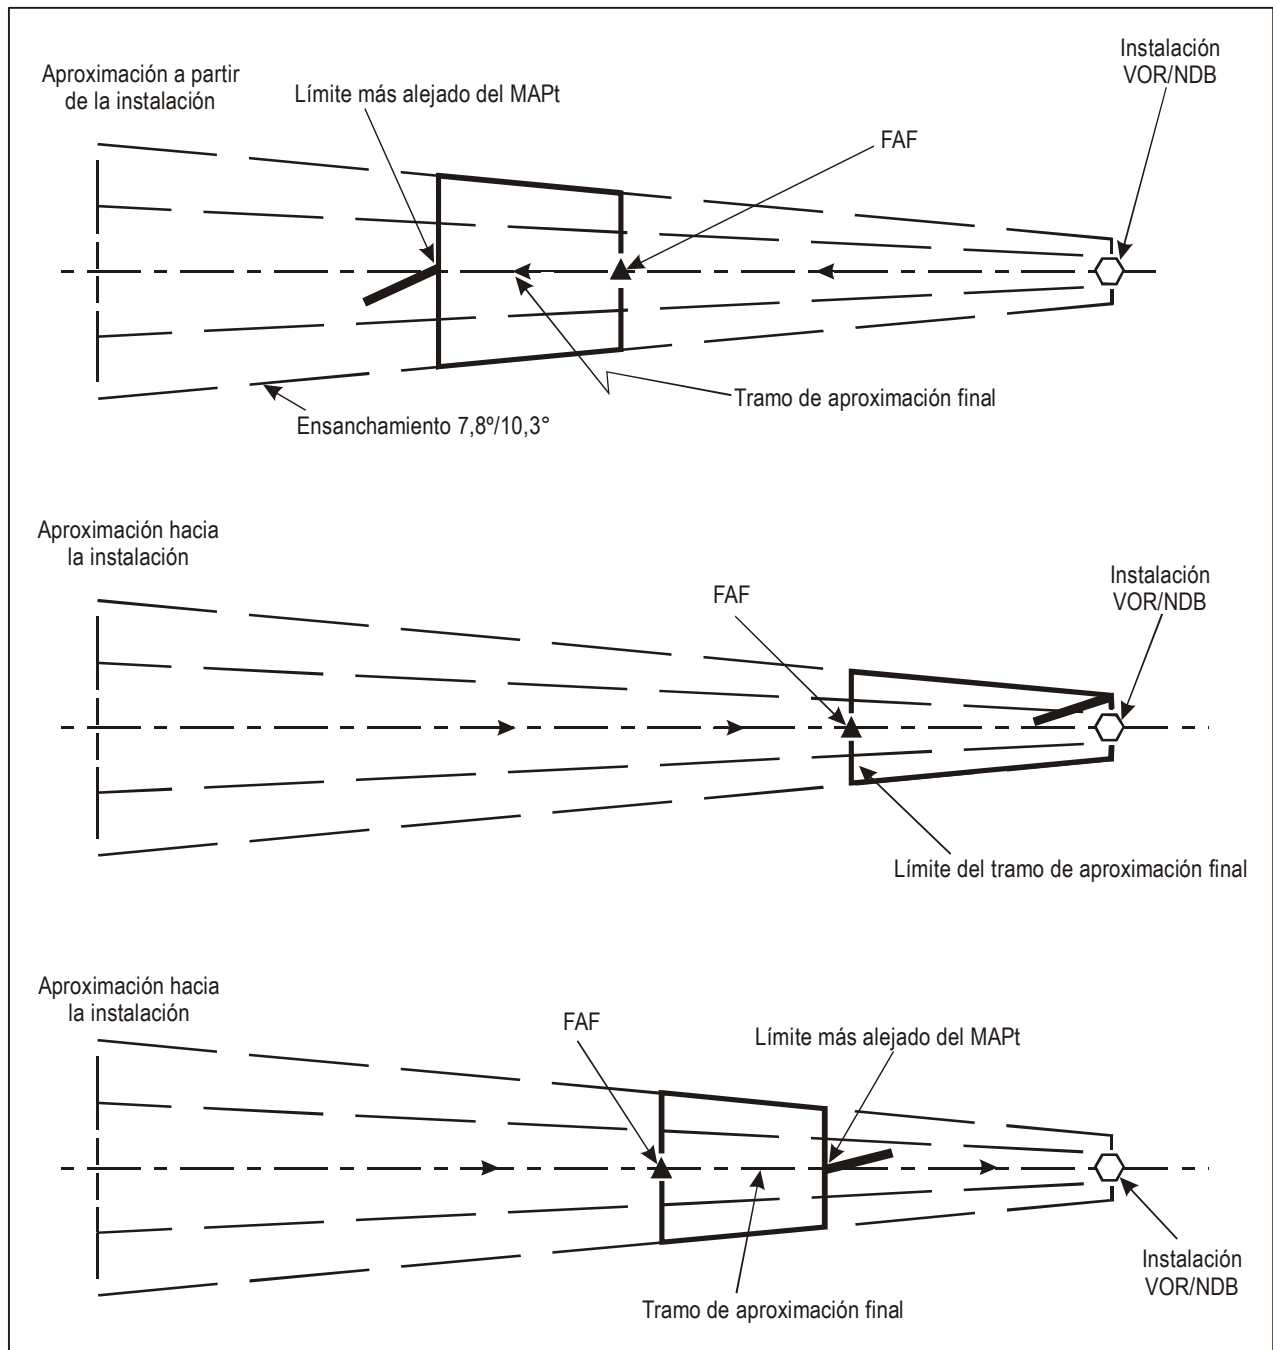 Aproximación a partir
de la instalación
Límite más alejado del MAPt
FAF
Instalación
VOR/NDB
Tramo de aproximación final
Ensanchamiento 7,8º/10,3°
Aproximación hacia
la instalación
FAF
Instalación
VOR/NDB
Límite del tramo de aproximación final
Aproximación hacia
la instalación
FAF
Límite más alejado del MAPt
Tramo de aproximación final
Instalación
VOR/NDB